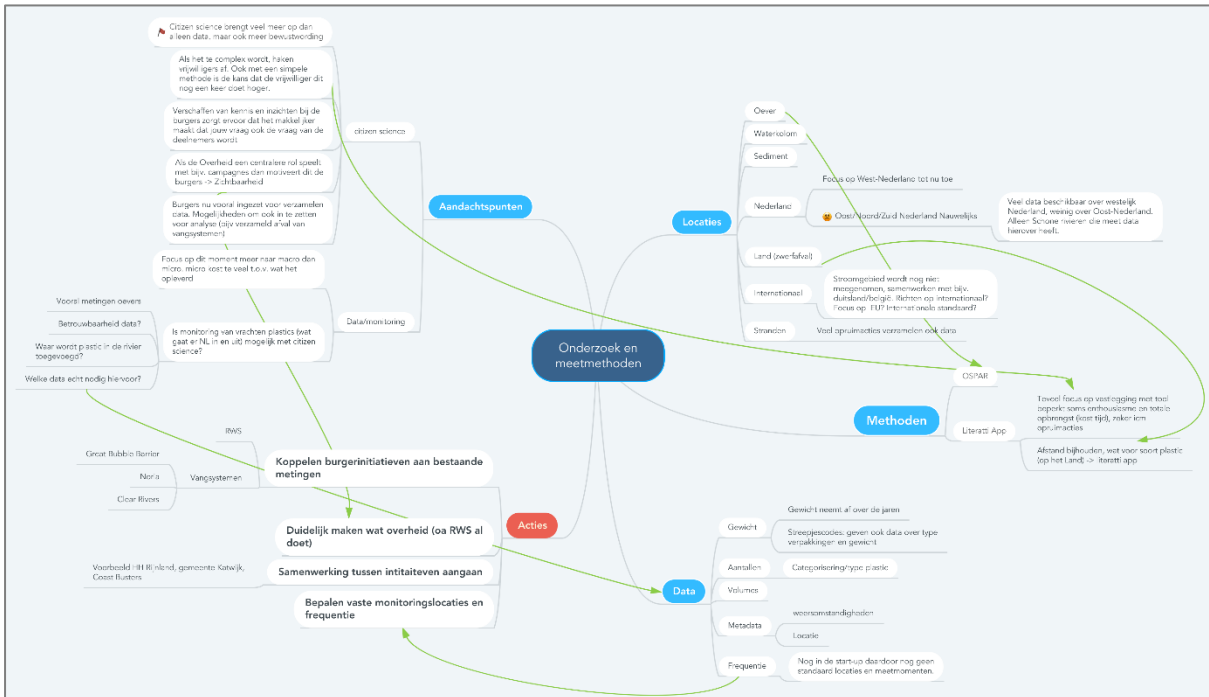 Citizen science brengt veel meer op dan
alleen data, maar ook meer bewustwording
Als het te complex wordt, haken
vrijwil igers af. Ook met een simpele
methode is de kans dat de vrijwilliger dit
nog een keer doet hoger.
Verschaffen van kennis en inzichten bij de
burgers zorgt ervoor dat het makkel jker
maakt dat jouw vraag ook de vraag van de
deelnemers wordt
Als de Overheid een centralere rol speelt
met bijv. campagnes dan motiveert dit de
burgers -> Zichtbaarheid
Burgers nu vooral ingezet voor verzamelen
data. Mogelijkheden om ook in te zetten
voor analyse (bijv verzameld afval van
vangsystemen)
citizen science
Aandachtspunten
Focus op dit moment meer naar macro dan
micro. micro kost te veel t.o.v. wat het
opleverd
Vooral metingen oevers
Betrouwbaarheid data?
Waar wordt plastic in de rivier
toegevoegd?
Welke data echt nodig hiervoor?
Is monitoring van vrachten plastics (wat
gaat er NL in en uit) mogelijk met citizen
science?
Data/monitoring
Onderzoek en
meetmethoden
Locaties
Oever
Waterkolom
Sediment
Nederland
Focus op West-Nederland tot nu toe
Oost/Noord/Zuid Nederland Nauwelijks
Veel data beschikbaar over westelijk
Nederland, weinig over Oost-Nederland.
Alleen Schone rivieren die meet data
hierover heeft.
Land (zwerfafval)
Internationaal
Stroomgebied wordt nog niet
meegenomen, samenwerken met bijv.
duitsland/belgië. Richten op internationaal?
Focus op EU? Internationale standaard?
Stranden
Veel opruimacties verzamelen ook data
Methoden
OSPAR
Literatti App
Teveel focus op vastlegging met tool
beperkt soms enthousiasme en totale
opbrengst (kost tijd), zeker icm
opruimacties
Afstand bijhouden, wat voor soort plastic
(op het Land) -> literatti app
RWS
Great Bubble Barrier
Noria
Clear Rivers
Vangsystemen
Koppelen burgerinitiatieven aan bestaande
metingen
Acties
Duidelijk maken wat overheid (oa RWS al
doet)
Voorbeeld HH Rijnland, gemeente Katwijk,
Coast Busters
Samenwerking tussen intitaiteven aangaan
Bepalen vaste monitoringslocaties en
frequentie
Data
Gewicht
Gewicht neemt af over de jaren
Streepjescodes: geven ook data over type
verpakkingen en gewicht
Aantallen
Categorisering/type plastic
Volumes
Metadata
weersomstandigheden
Locatie
Frequentie
Nog in de start-up daardoor nog geen
standaard locaties en meetmomenten.